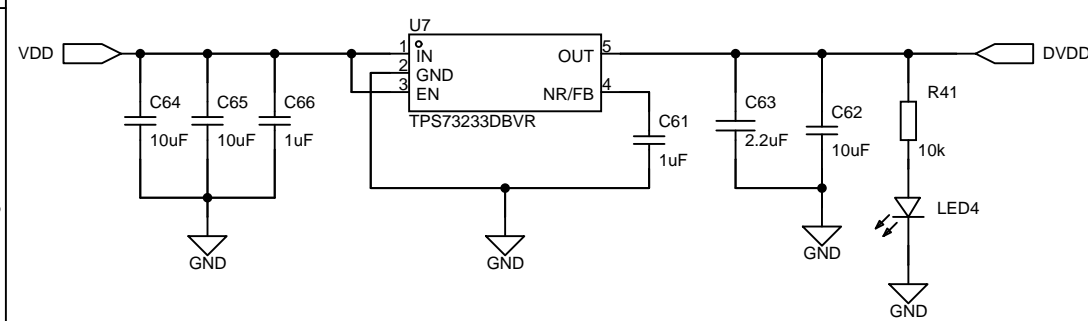 U7
VDD
1
IN
OUT
5
DVDD
2
GND
3
EN
NR/FB
4
TPS73233DBVR
C64
10uF
C65
10uF
C66
1uF
C61
1uF
C63
2.2uF
C62
10uF
R41
10k
LED4
GND
GND
GND
GND